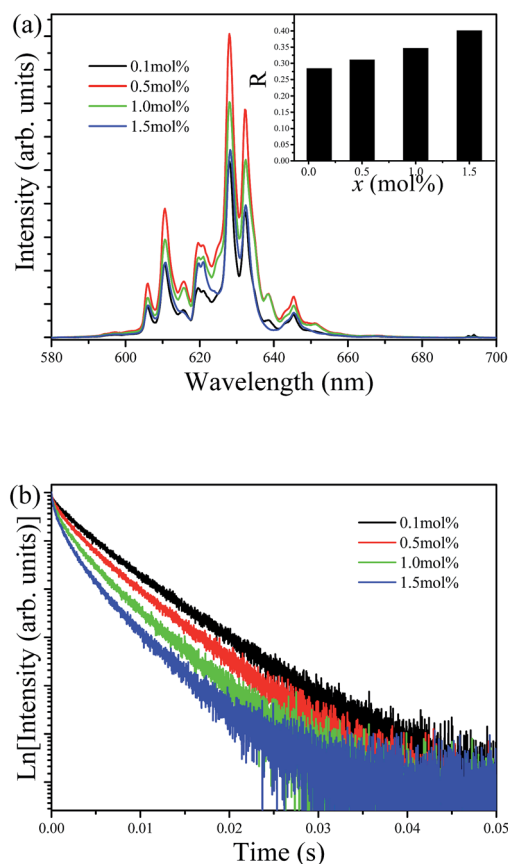 (a)
0.1mol%
0.5mol%
1.0mol%
1.5mol%
R
0.40
0.35
0.30
0.25
0.20
0.15
0.10
0.05
0.00
0.0 0.5 1.0 1.5
x (mol%)
Intensity (arb. units)
580 600 620 640 660 680 700
Wavelength (nm)
(b)
0.1mol%
0.5mol%
1.0mol%
1.5mol%
Ln[Intensity (arb. units)]
0.00 0.01 0.02 0.03 0.04 0.05
Time (s)